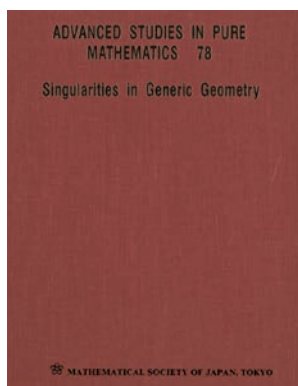 ADVANCED STUDIES IN PURE
MATHEMATICS 78
Singularities in Generic Geometry
MATHEMATICAL SOCIETY OF JAPAN, TOKYO